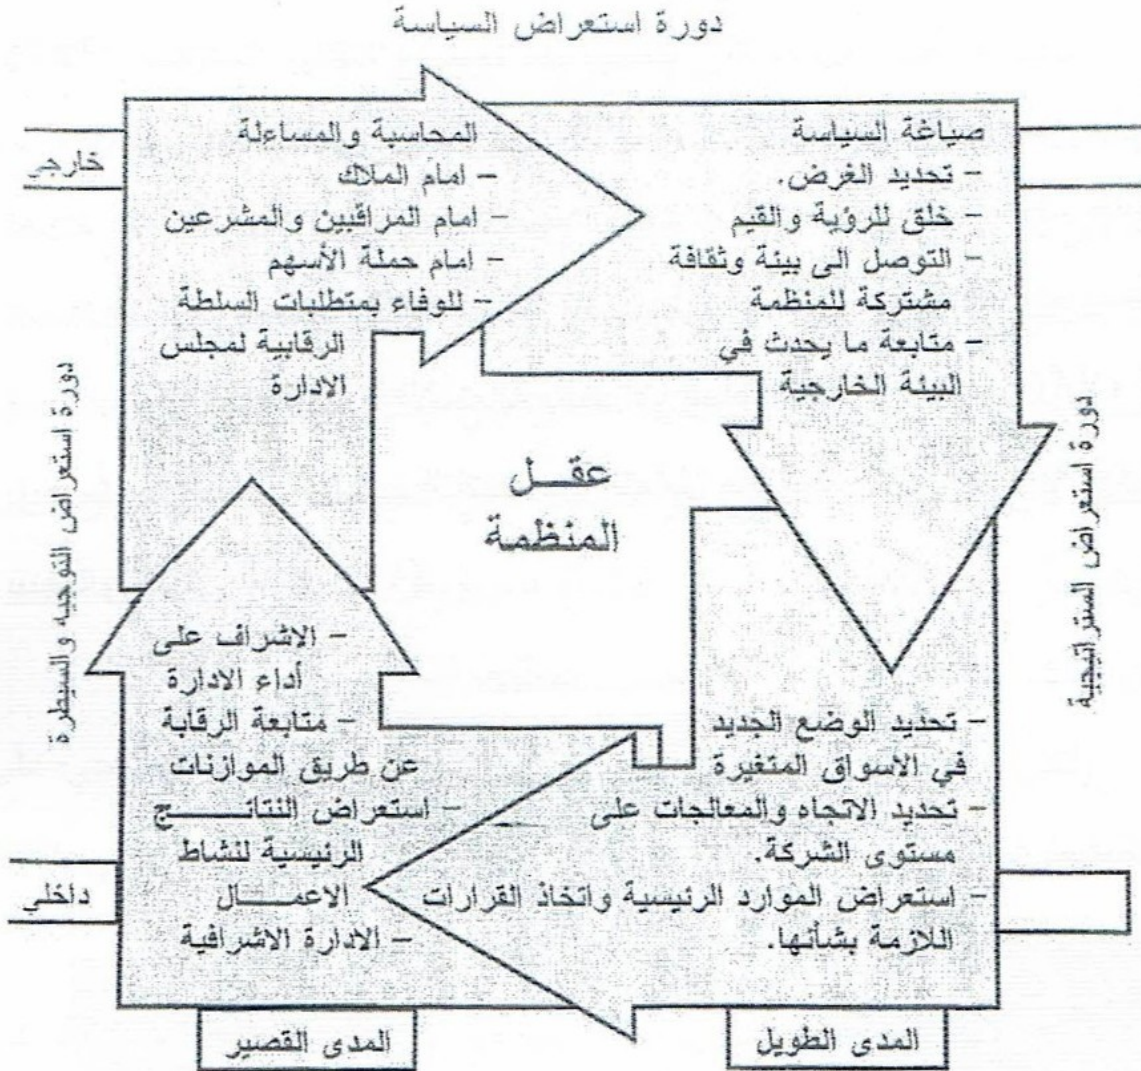 دورة استعراض السياسة
خارجي
المحاسبة والمساءلة
- امام الملاك
- امام المراقبين والمشرعين
- امام حملة الأسهم
- للوفاء بمتطلبات السلطة
الرقابية لمجلس
الادارة
صياغة السياسة
- تحديد الغرض.
- خلق للرؤية والقيم
- التوصل الى بيئة وثقافة
مشتركة للمنظمة
- متابعة ما يحدث في
البيئة الخارجية
دورة استعراض الستراتيجية
دورة استعراض التوجيه والسيطرة
عقـــل
المنظمة
- تحديد الوضع الجديد
في الاسواق المتغيرة
- تحديد الاتجاه والمعالجات على
مستوى الشركة.
- استعراض الموارد الرئيسية واتخاذ القرارات
اللازمة بشأنها.
- الاشراف على
أداء الادارة
- متابعة الرقابة
عن طريق الموازنات
- استعراض النتائـــــج
الرئيسية لنشاط
الاعمـــــال
- الادارة الاشرافية
داخلي
المدى الطويل
المدى القصير